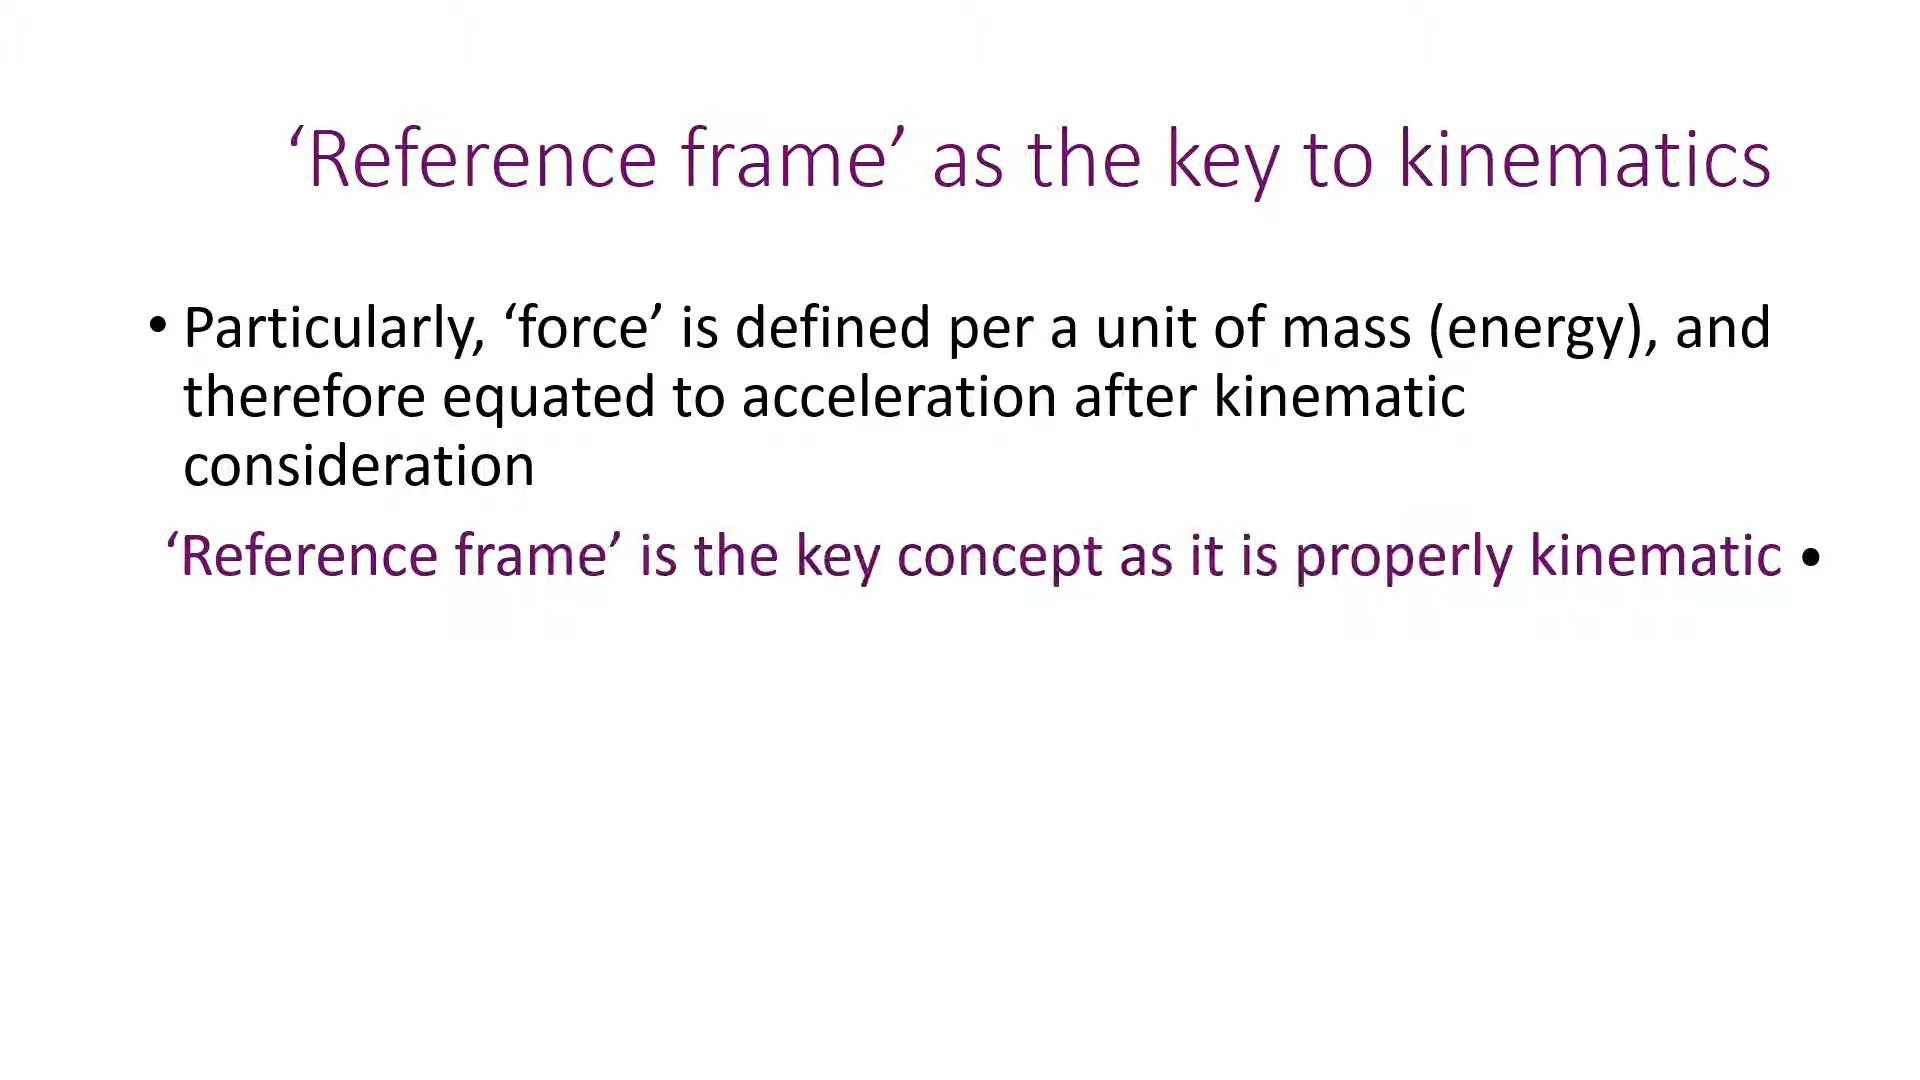 ‘Reference frame’ as the key to kinematics
• Particularly, ‘force’ is defined per a unit of mass (energy), and
therefore equated to acceleration after kinematic
consideration
‘Reference frame’ is the key concept as it is properly kinematic •